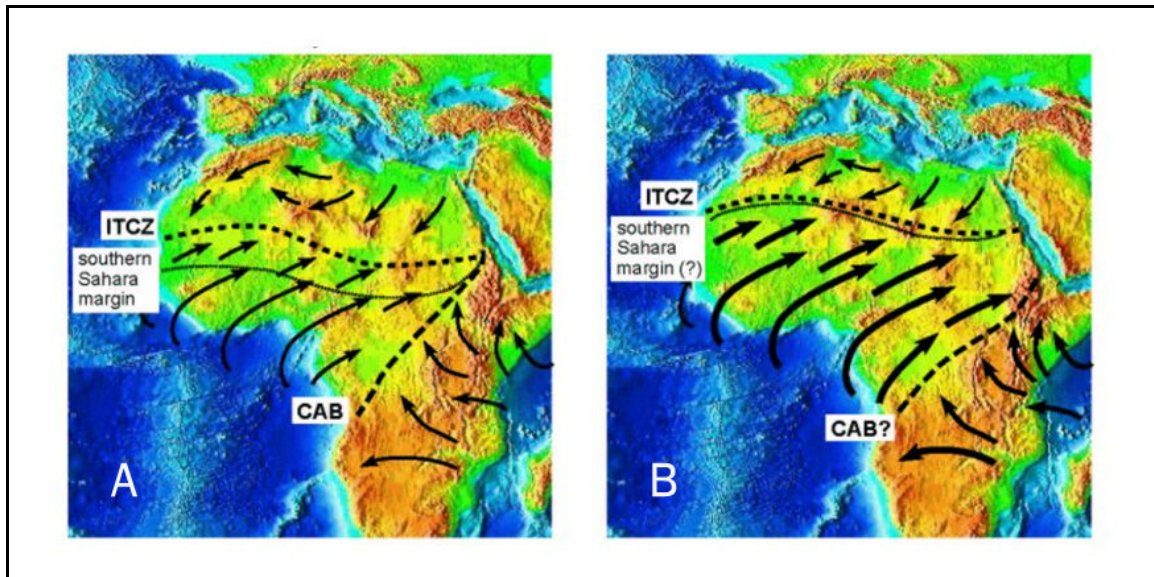 ITCZ
southern
Sahara
margin
CAB
A
ITCZ
southern
Sahara
margin (?)
CAB?
B